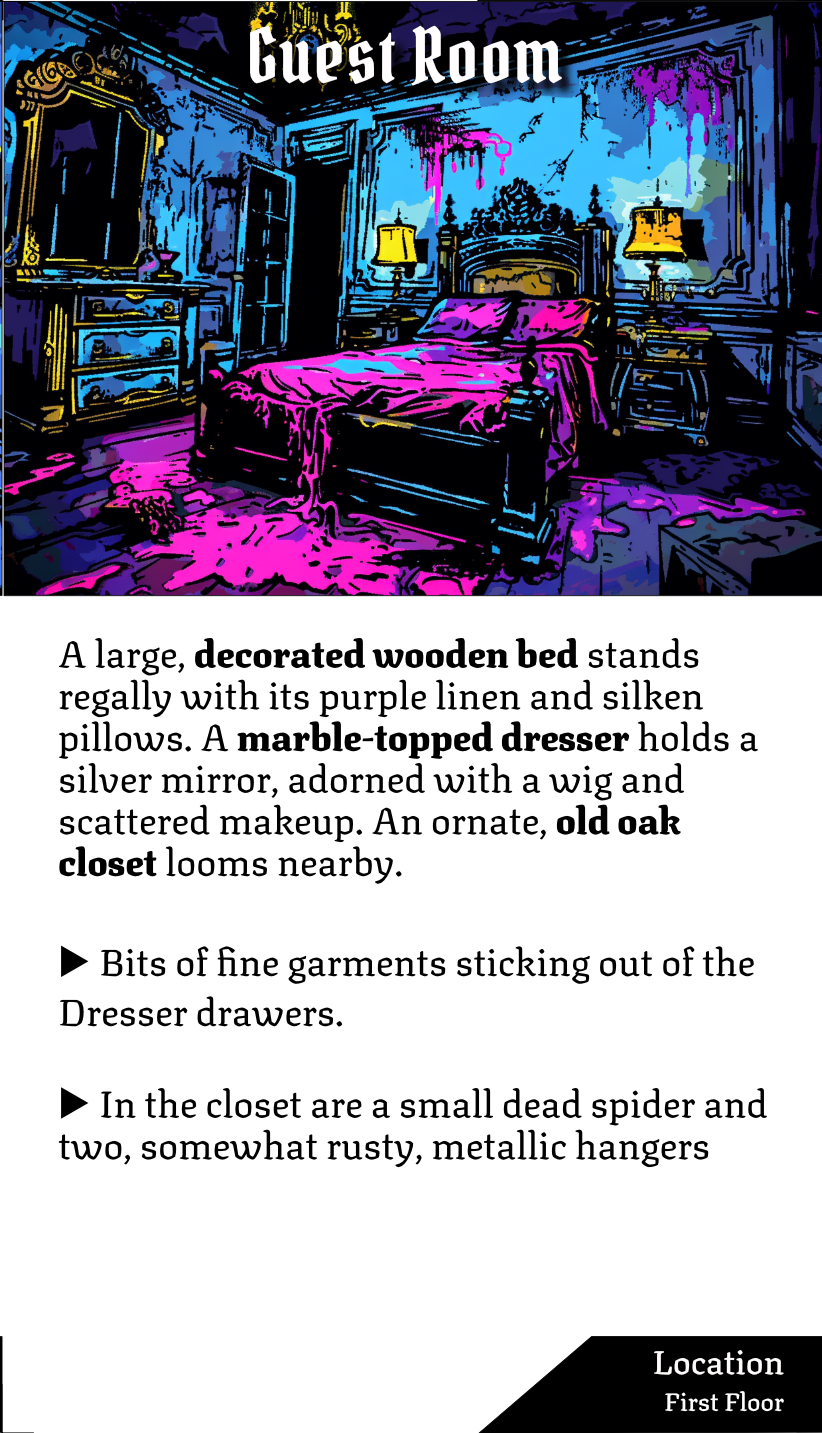 Guest Room
A large, decorated wooden bed stands
regally with its purple linen and silken
pillows. A marble-topped dresser holds a
silver mirror, adorned with a wig and
scattered makeup. An ornate, old oak
closet looms nearby.
▶ Bits of fine garments sticking out of the
Dresser drawers.
▶ In the closet are a small dead spider and
two, somewhat rusty, metallic hangers
Location
First Floor